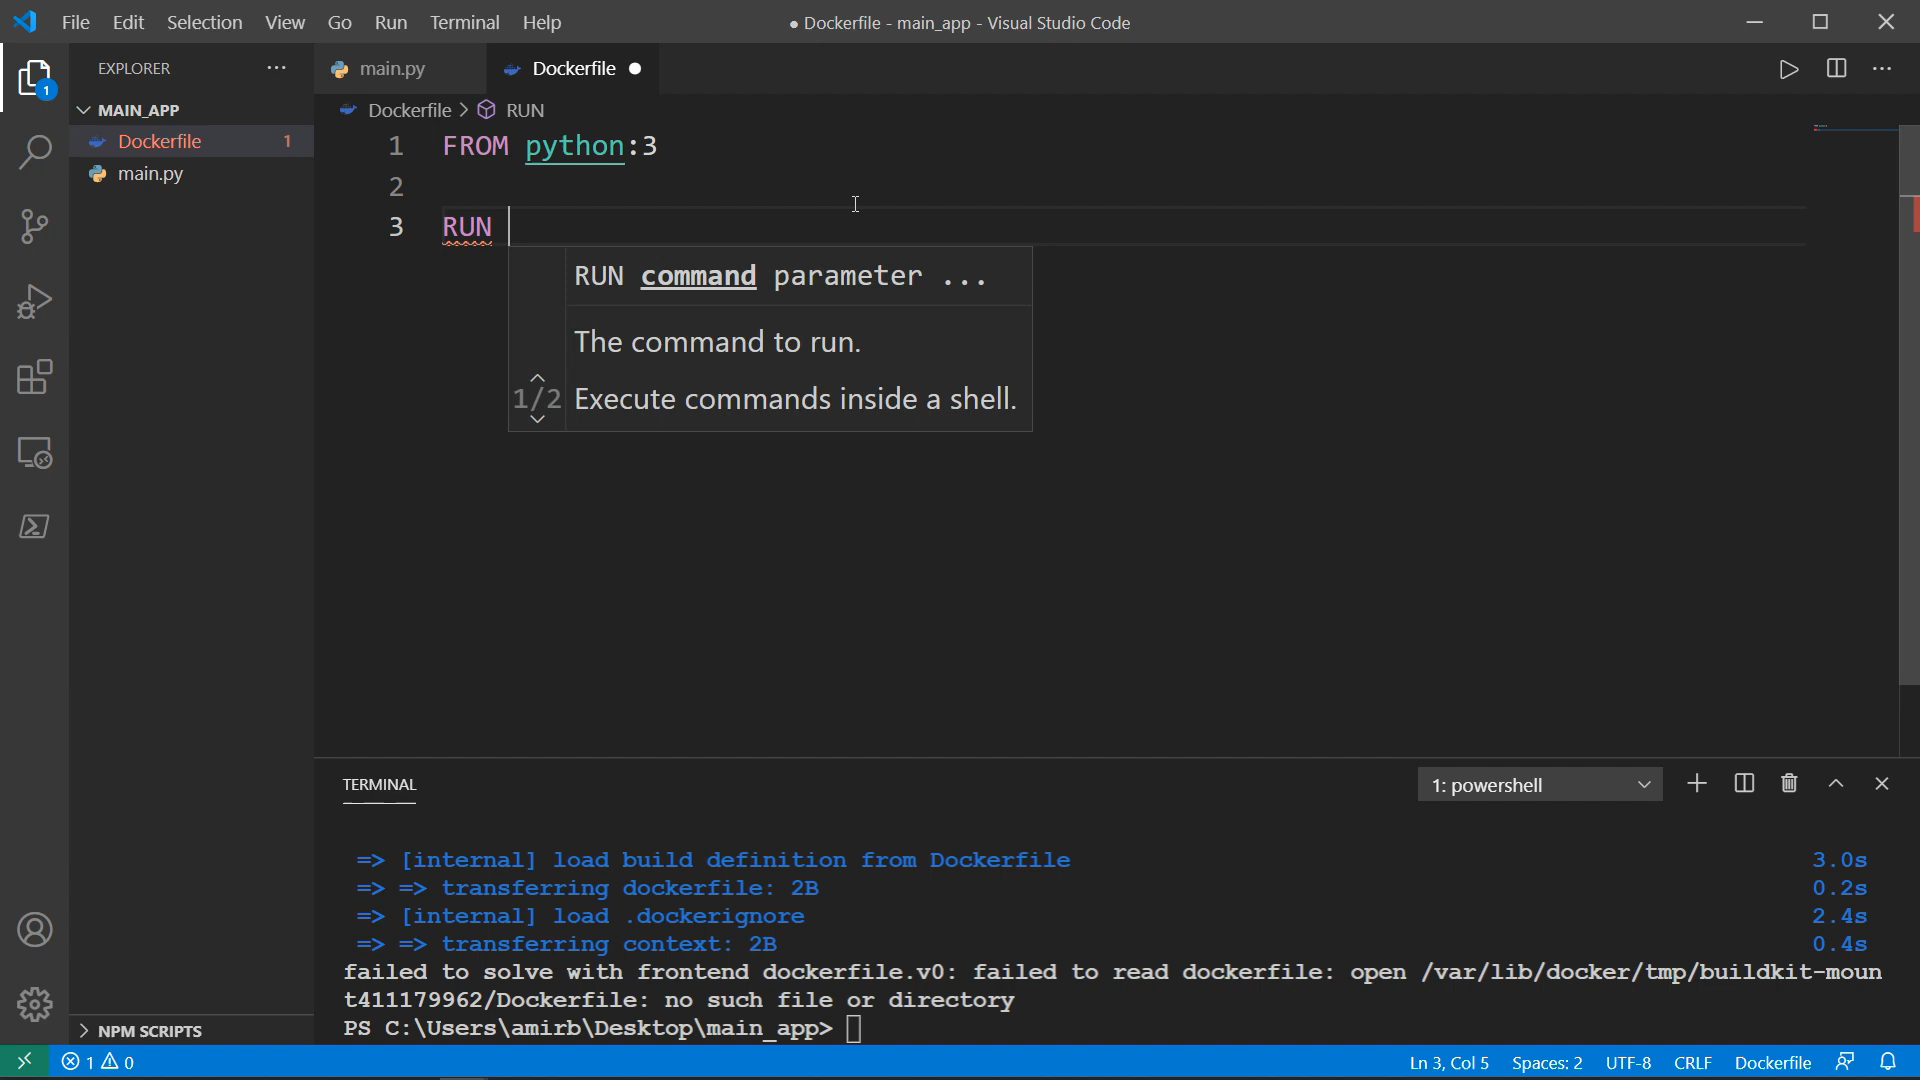 File Edit Selection View Go Run Terminal Help
● Dockerfile - main_app - Visual Studio Code
EXPLORER
main.py
Dockerfile
1
MAIN_APP
Dockerfile > RUN
Dockerfile 1
main.py
1 FROM python:3
2
3 RUN
RUN command parameter ...
The command to run.
1/2 Execute commands inside a shell.
TERMINAL
1: powershell
=> [internal] load build definition from Dockerfile 3.0s
=> => transferring dockerfile: 2B 0.2s
=> [internal] load .dockerignore 2.4s
=> => transferring context: 2B 0.4s
failed to solve with frontend dockerfile.v0: failed to read dockerfile: open /var/lib/docker/tmp/buildkit-moun
t411179962/Dockerfile: no such file or directory
PS C:\Users\amirb\Desktop\main_app>
NPM SCRIPTS
1 0
Ln 3, Col 5 Spaces: 2 UTF-8 CRLF Dockerfile